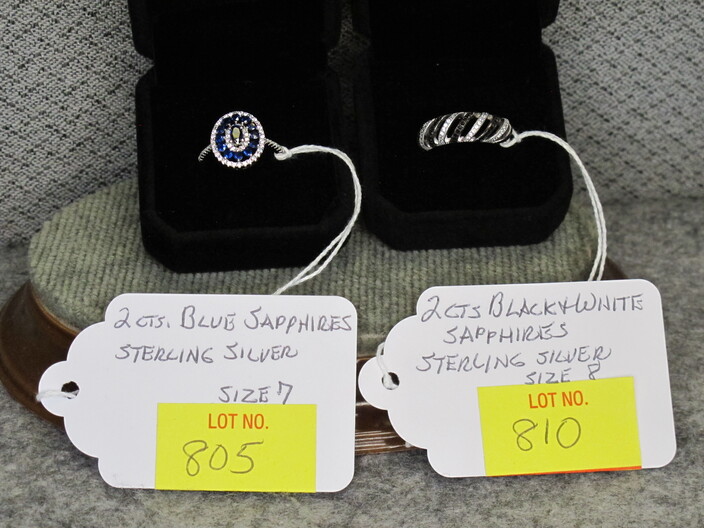 2 CTS. BLUE SAPPHIRES
STERLING SILVER
SIZE 7
LOT NO.
805
2 CTS BLACK & WHITE
SAPPHIRES
STERLING SILVER
SIZE 8
LOT NO.
810